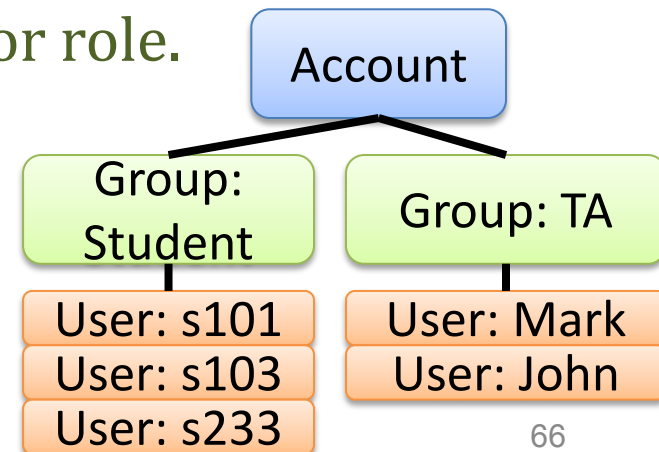 or role.
Account
Group:
Student
Group: TA
User: s101
User: s103
User: s233
User: Mark
User: John
66